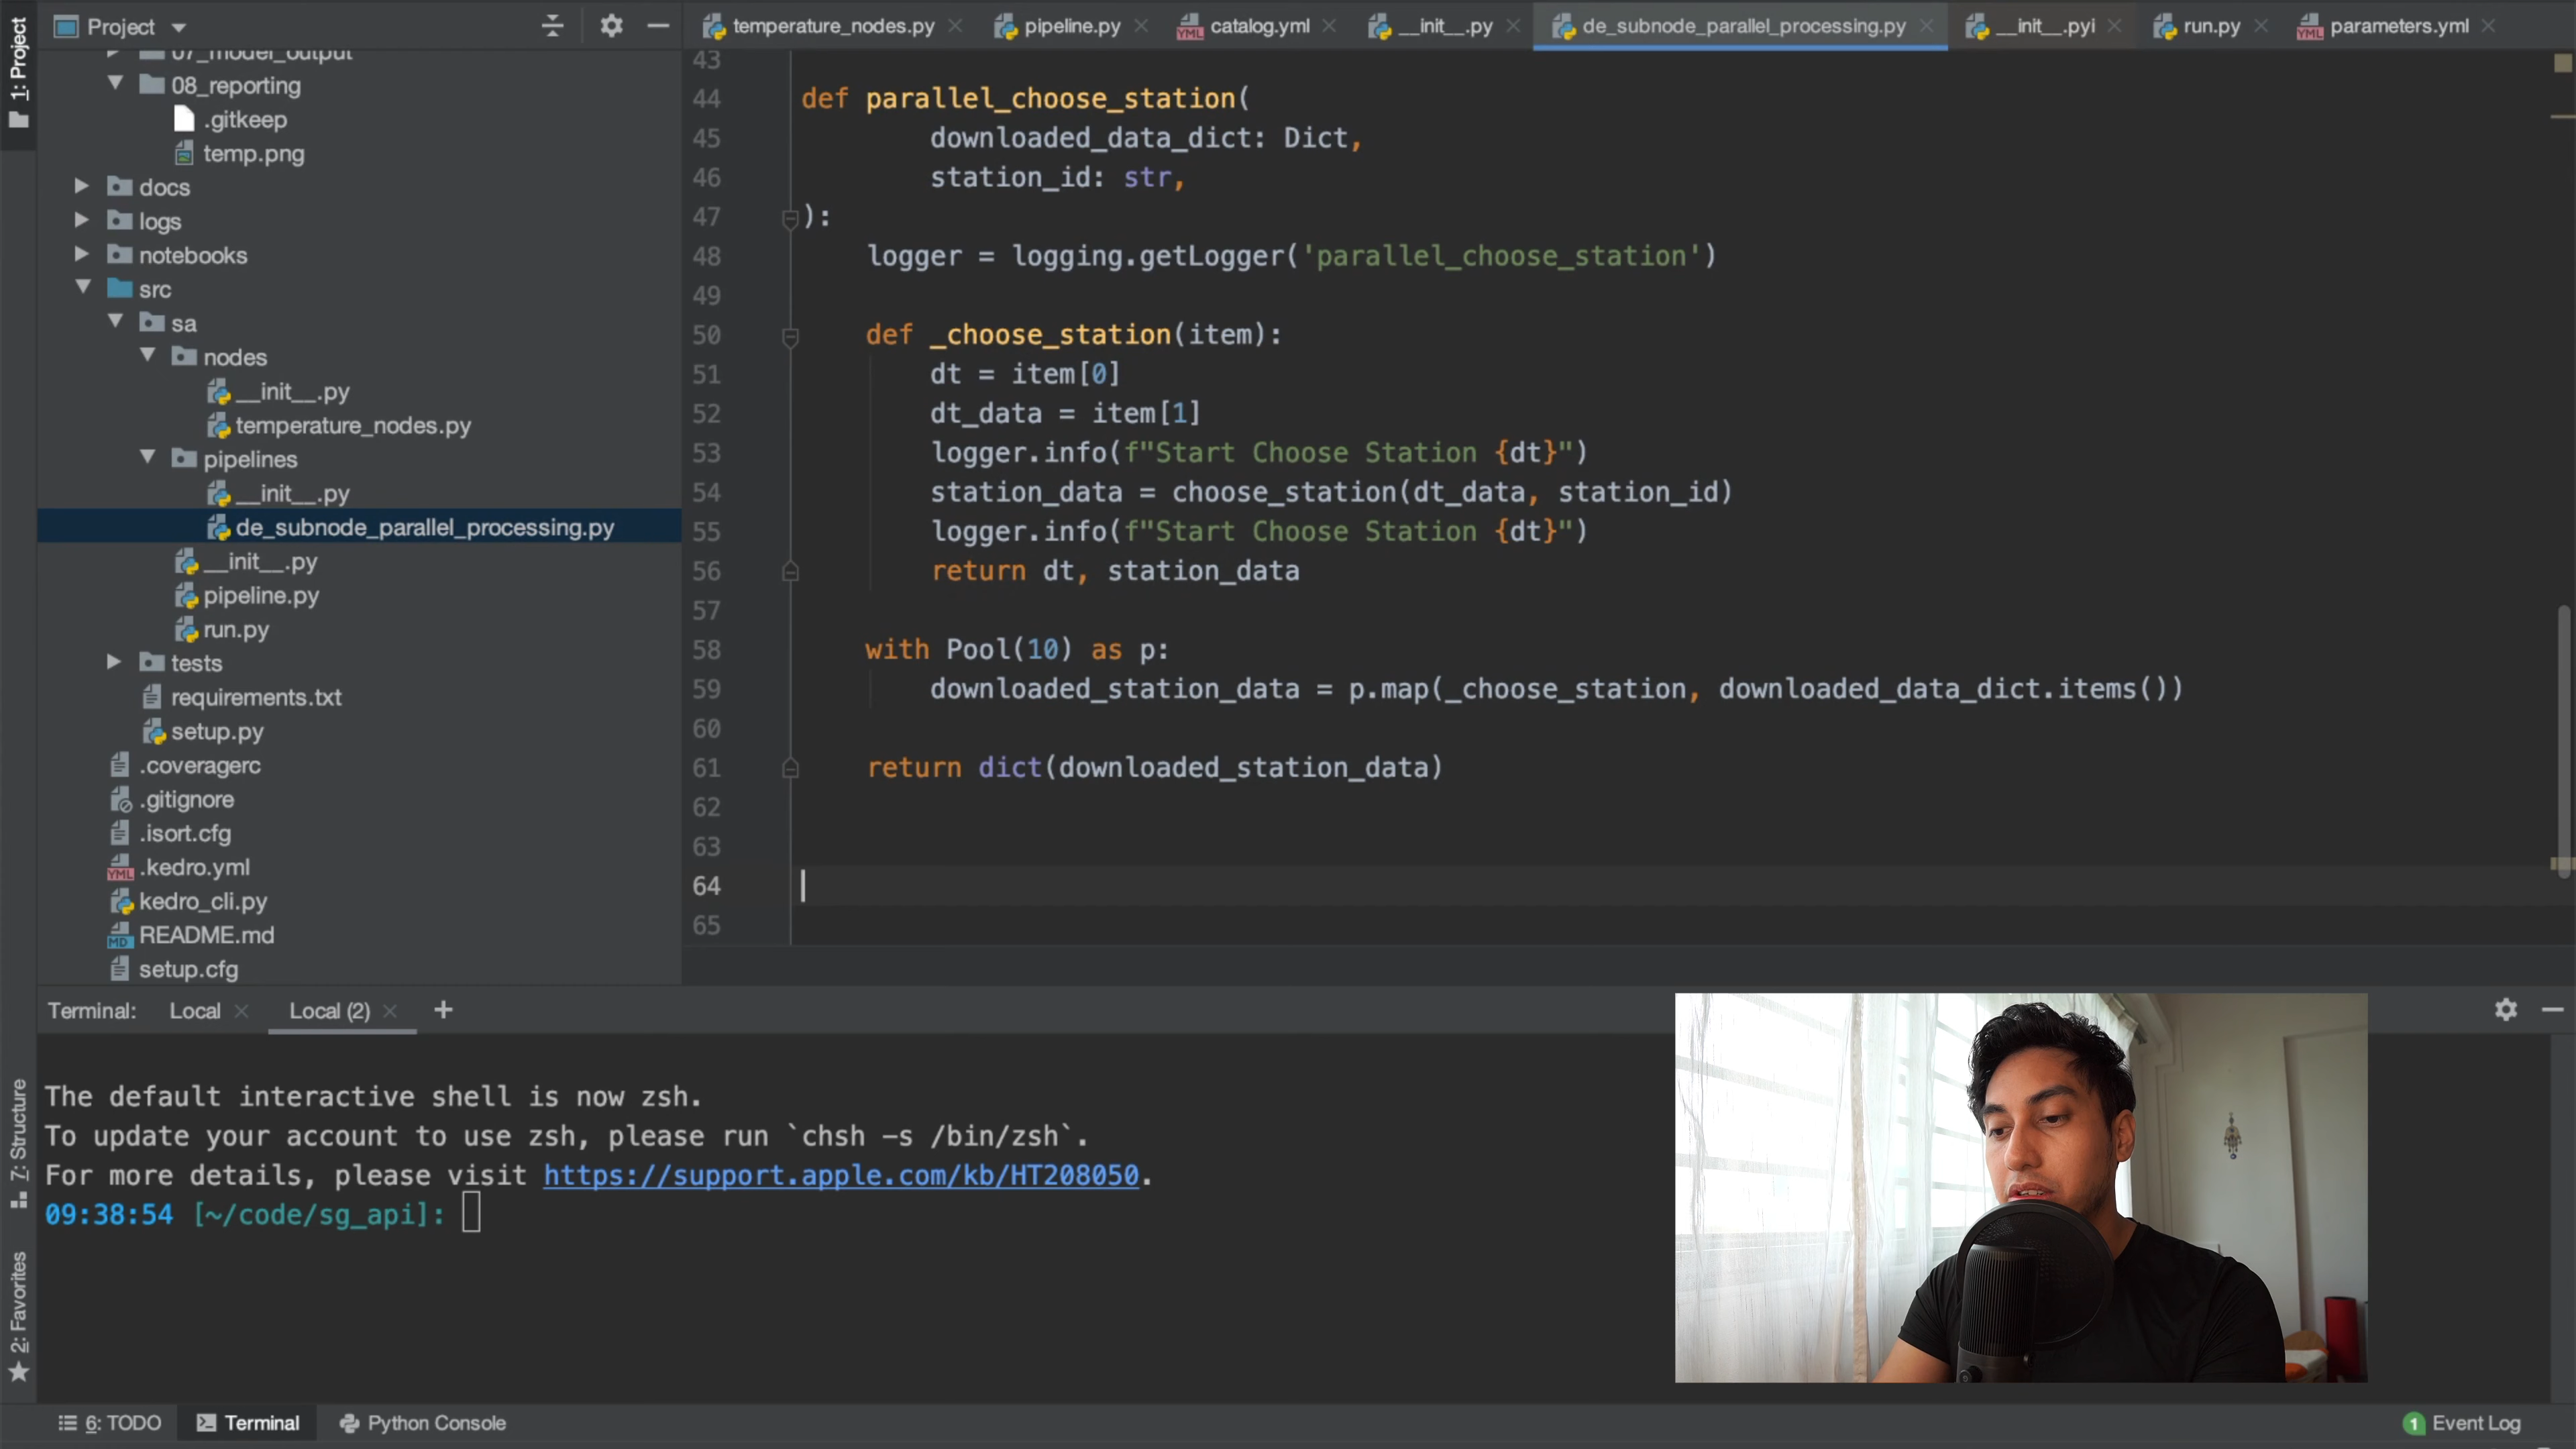 1: Project
Project
temperature_nodes.py
pipeline.py
catalog.yml
__init__.py
de_subnode_parallel_processing.py
__init__.pyi
run.py
parameters.yml
07_model_output
08_reporting
.gitkeep
temp.png
docs
logs
notebooks
src
sa
nodes
__init__.py
temperature_nodes.py
pipelines
__init__.py
de_subnode_parallel_processing.py
__init__.py
pipeline.py
run.py
tests
requirements.txt
setup.py
.coveragerc
.gitignore
.isort.cfg
.kedro.yml
kedro_cli.py
README.md
setup.cfg
43
44 def parallel_choose_station(
45 downloaded_data_dict: Dict,
46 station_id: str,
47 ):
48 logger = logging.getLogger('parallel_choose_station')
49
50 def _choose_station(item):
51 dt = item[0]
52 dt_data = item[1]
53 logger.info(f"Start Choose Station {dt}")
54 station_data = choose_station(dt_data, station_id)
55 logger.info(f"Start Choose Station {dt}")
56 return dt, station_data
57
58 with Pool(10) as p:
59 downloaded_station_data = p.map(_choose_station, downloaded_data_dict.items())
60
61 return dict(downloaded_station_data)
62
63
64
65
Terminal: Local Local (2) +
The default interactive shell is now zsh.
To update your account to use zsh, please run `chsh -s /bin/zsh`.
For more details, please visit https://support.apple.com/kb/HT208050.
09:38:54 [~/code/sg_api]:
7: Structure
2: Favorites
6: TODO
Terminal
Python Console
1 Event Log